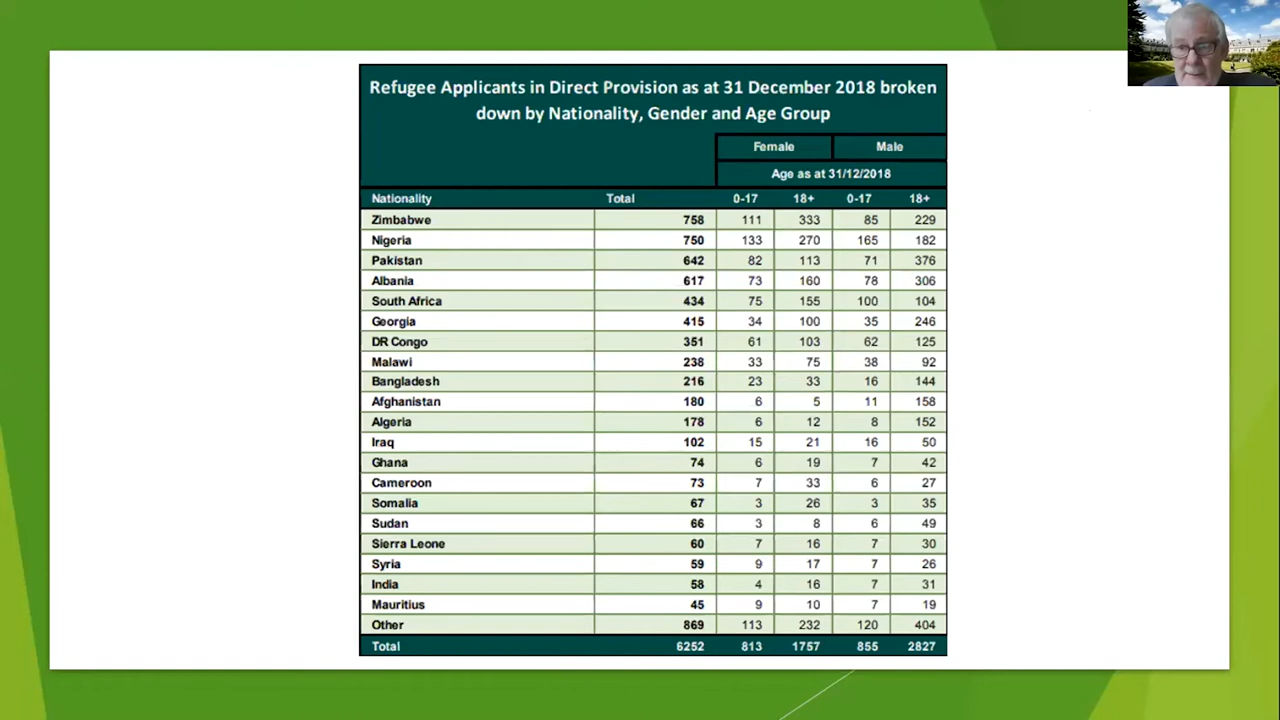 Refugee Applicants in Direct Provision as at 31 December 2018 broken
down by Nationality, Gender and Age Group
Female Male
Age as at 31/12/2018
Nationality Total 0-17 18+ 0-17 18+
Zimbabwe 758 111 333 85 229
Nigeria 750 133 270 165 182
Pakistan 642 82 113 71 376
Albania 617 73 160 78 306
South Africa 434 75 155 100 104
Georgia 415 34 100 35 246
DR Congo 351 61 103 62 125
Malawi 238 33 75 38 92
Bangladesh 216 23 33 16 144
Afghanistan 180 6 5 11 158
Algeria 178 6 12 8 152
Iraq 102 15 21 16 50
Ghana 74 6 19 7 42
Cameroon 73 7 33 6 27
Somalia 67 3 26 3 35
Sudan 66 3 8 6 49
Sierra Leone 60 7 16 7 30
Syria 59 9 17 7 26
India 58 4 16 7 31
Mauritius 45 9 10 7 19
Other 869 113 232 120 404
Total 6252 813 1757 855 2827